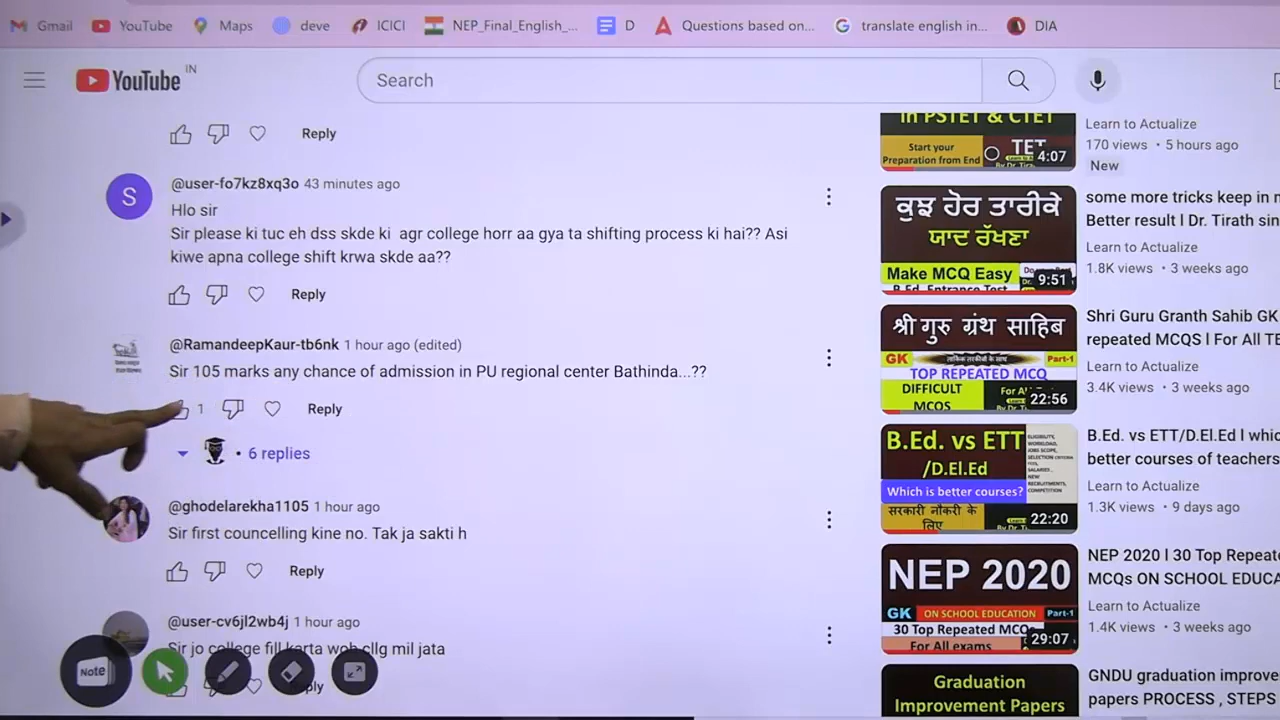 Gmail YouTube Maps deve ICICI NEP_Final_English_... D Questions based on... translate english in... DIA
YouTube IN
Search
Reply
@user-fo7kz8xq3o 43 minutes ago
Hlo sir
Sir please ki tuc eh dss skde ki agr college horr aa gya ta shifting process ki hai?? Asi
kiwe apna college shift krwa skde aa??
Reply
@RamandeepKaur-tb6nk 1 hour ago (edited)
Sir 105 marks any chance of admission in PU regional center Bathinda...??
1 Reply
• 6 replies
@ghodelarekha1105 1 hour ago
Sir first councelling kine no. Tak ja sakti h
Reply
@user-cv6jl2wb4j 1 hour ago
Sir jo college fill karta woh cllg mil jata
Note
In PSTET & CTET
Start your
Preparation from End
TET
4:07
Learn to Actualize
170 views • 5 hours ago
New
ਕੁਝ ਹੋਰ ਤਾਰੀਕੇ
ਯਾਦ ਰੱਖਣਾ
Make MCQ Easy
B.Ed. Entrance Test
9:51
some more tricks keep in
Better result l Dr. Tirath sin
Learn to Actualize
1.8K views • 3 weeks ago
श्री गुरु ग्रंथ साहिब
GK
Part-1
TOP REPEATED MCQ
DIFFICULT
MCQS
For All
22:56
Shri Guru Granth Sahib GK
repeated MCQS l For All TE
Learn to Actualize
3.4K views • 3 weeks ago
B.Ed. vs ETT
/D.El.Ed
Which is better courses?
सरकारी नौकरी के
लिए
22:20
B.Ed. vs ETT/D.El.Ed l whic
better courses of teachers
Learn to Actualize
1.3K views • 9 days ago
NEP 2020
GK ON SCHOOL EDUCATION Part-1
30 Top Repeated MCQs
For All exams
29:07
NEP 2020 l 30 Top Repeate
MCQs ON SCHOOL EDUCA
Learn to Actualize
1.4K views • 3 weeks ago
Graduation
Improvement Papers
GNDU graduation improve
papers PROCESS , STEPS